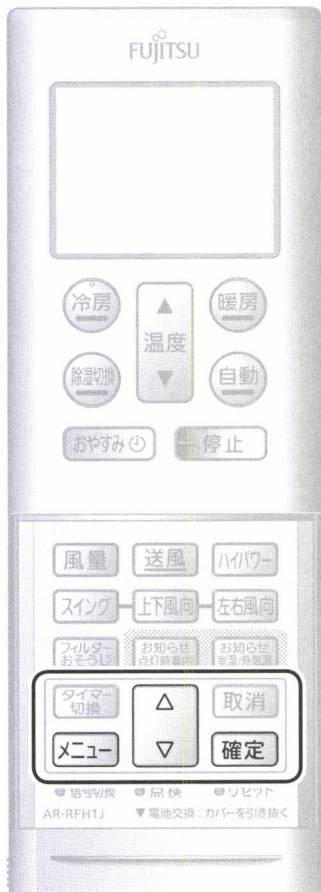 FUJITSU
冷房 ▲ 暖房
温度
除湿切換 ▼ 自動
おやすみ 停止
風量 送風 ハイパワー
スイング 上下風向 左右風向
フィルター お知らせ お知らせ
おそうじ 点灯時案内 室温/外気温
タイマー △ 取消
切換
メニュー ▽ 確定
信号切換 点検 リセット
AR-RFH1J ▼電池交換:カバーを引き抜く